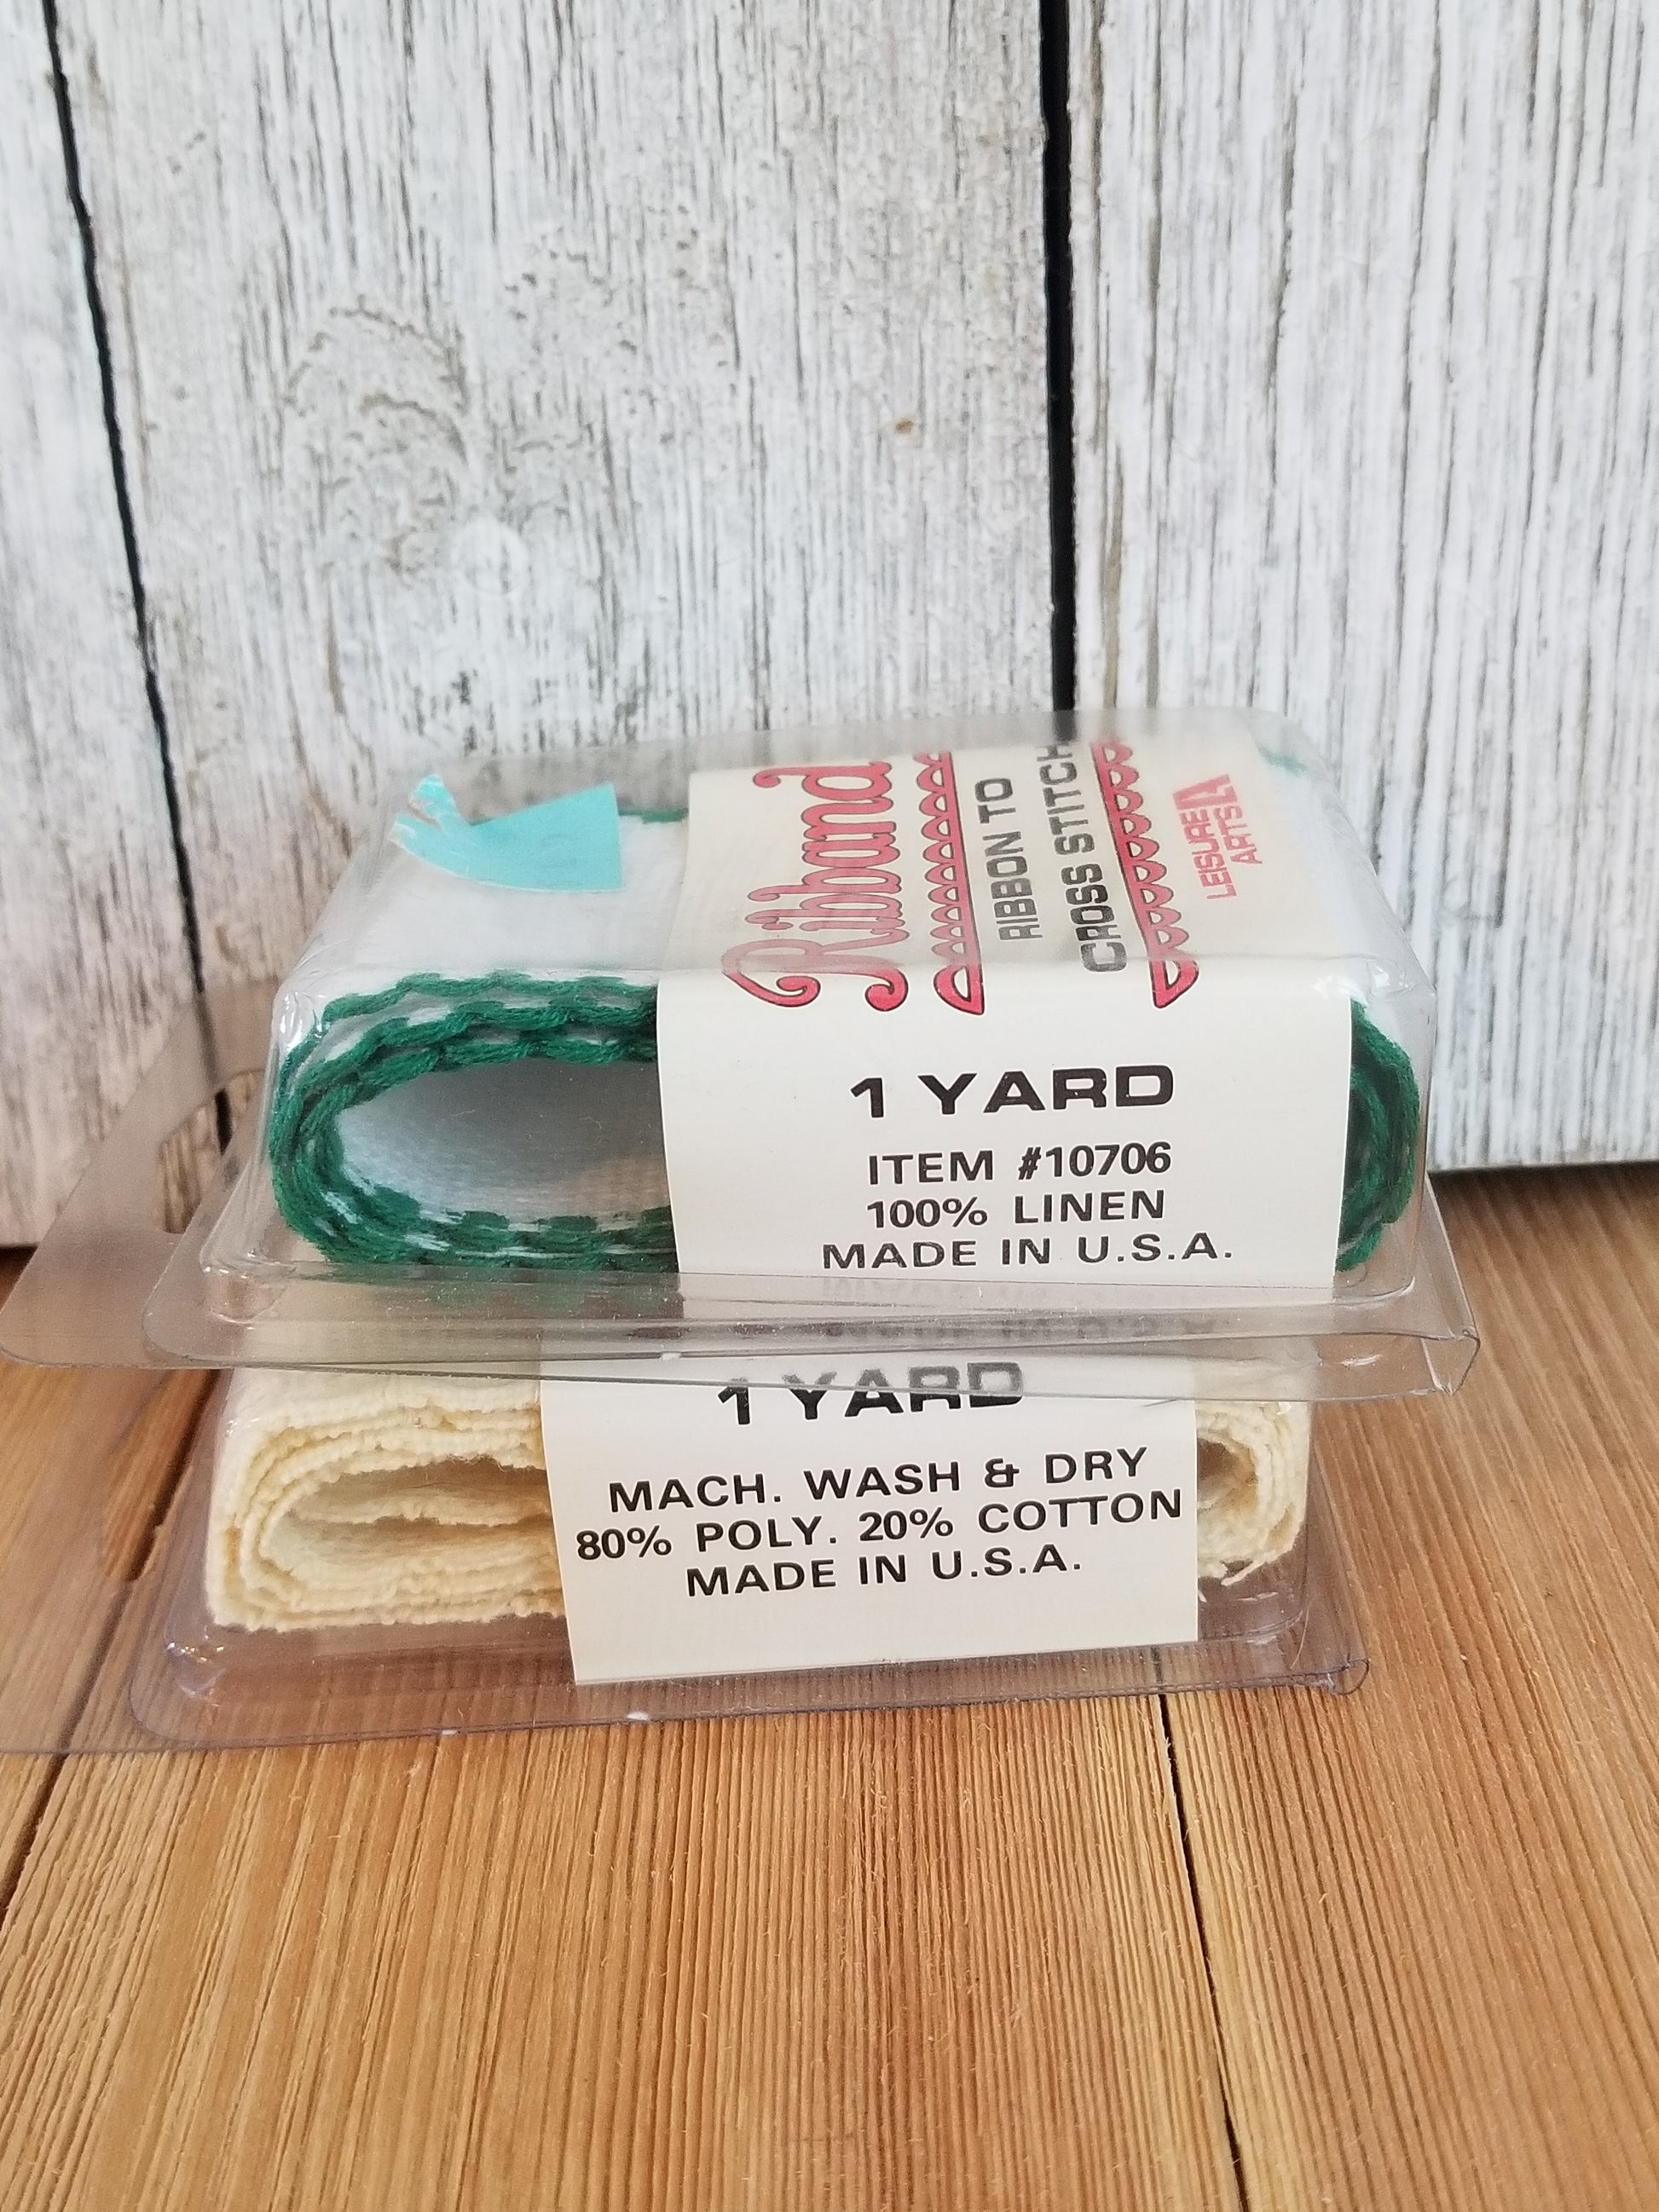 Ribband
RIBBON TO
CROSS STITCH
LEISURE
ARTS
1 YARD
ITEM #10706
100% LINEN
MADE IN U.S.A.
1 YARD
MACH. WASH & DRY
80% POLY. 20% COTTON
MADE IN U.S.A.